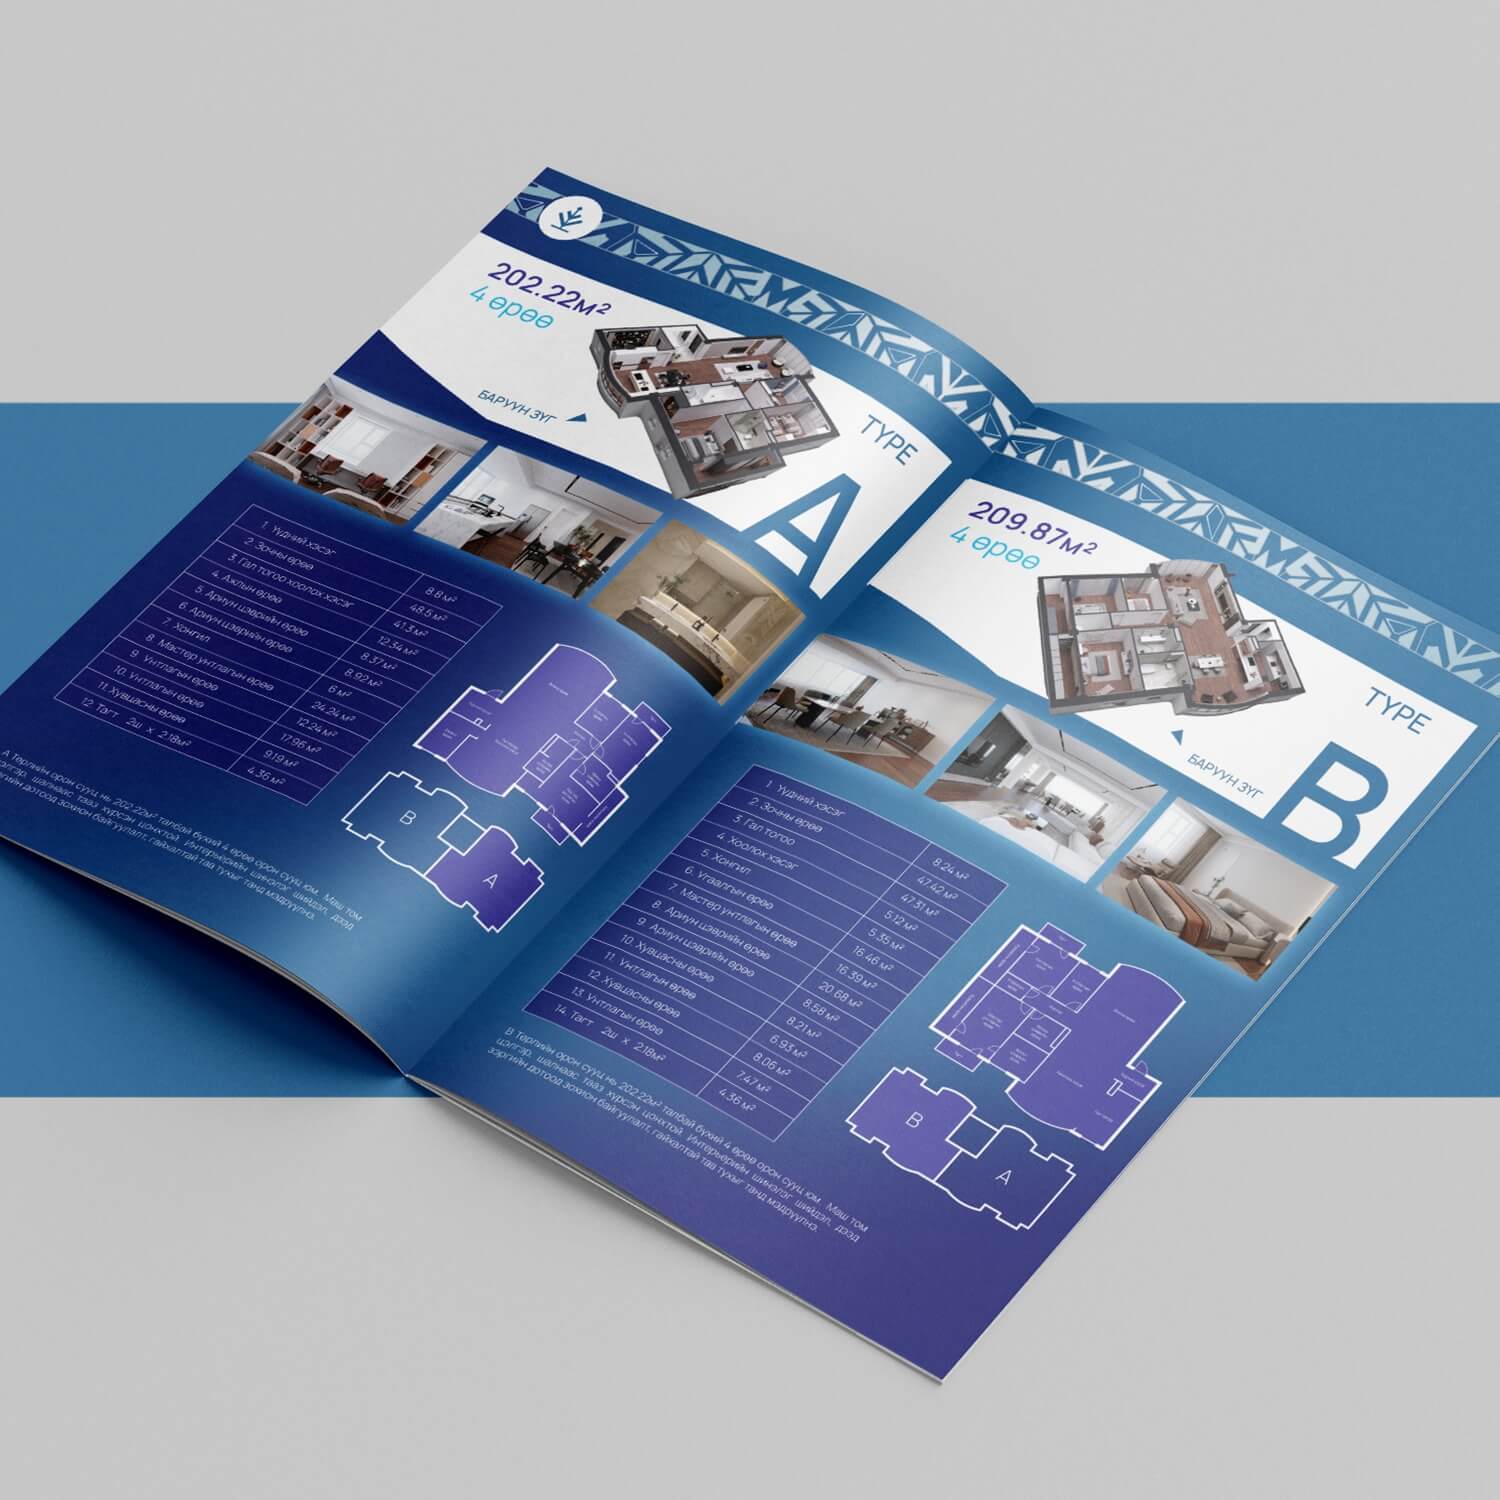 202.22м²
4 өрөө
БАРУУН ЗҮГ
TYPE
A
1. Үүдний хэсэг 8.8 м²
2. Зочны өрөө 48.5 м²
3. Гал тогоо хоолох хэсэг 41.3 м²
4. Ажлын өрөө 12.34 м²
5. Ариун цэврийн өрөө 8.37 м²
6. Ариун цэврийн өрөө 8.92 м²
7. Хонгил 6 м²
8. Мастер унтлагын өрөө 24.24 м²
9. Унтлагын өрөө 12.24 м²
10. Унтлагын өрөө 17.96 м²
11. Хувцасны өрөө 9.19 м²
12. Тагт 2ш x 2.18м² 4.36 м²
B
A
А Төрлийн орон сууц нь 202.22м² талбай бүхий 4 өрөө орон сууц юм. Маш том
цэлгэр, шалнаас тааз хүрсэн цонхтой. Интерьерийн шинэлэг шийдэл, дээд
зэргийн дотоод зохион байгуулалт, гайхалтай тав тухыг танд мэдрүүлнэ.
209.87м²
4 өрөө
БАРУУН ЗҮГ
TYPE
B
1. Үүдний хэсэг 8.24 м²
2. Зочны өрөө 47.42 м²
3. Гал тогоо 47.31 м²
4. Хоолох хэсэг 5.12 м²
5. Хонгил 5.35 м²
6. Угаалгын өрөө 16.46 м²
7. Мастер унтлагын өрөө 16.39 м²
8. Ариун цэврийн өрөө 20.68 м²
9. Ариун цэврийн өрөө 8.58 м²
10. Хувцасны өрөө 8.21 м²
11. Унтлагын өрөө 6.93 м²
12. Хувцасны өрөө 8.06 м²
13. Унтлагын өрөө 7.47 м²
14. Тагт 2ш x 2.18м² 4.36 м²
B
A
В Төрлийн орон сууц нь 202.22м² талбай бүхий 4 өрөө орон сууц юм. Маш том
цэлгэр, шалнаас тааз хүрсэн цонхтой. Интерьерийн шинэлэг шийдэл, дээд
зэргийн дотоод зохион байгуулалт, гайхалтай тав тухыг танд мэдрүүлнэ.